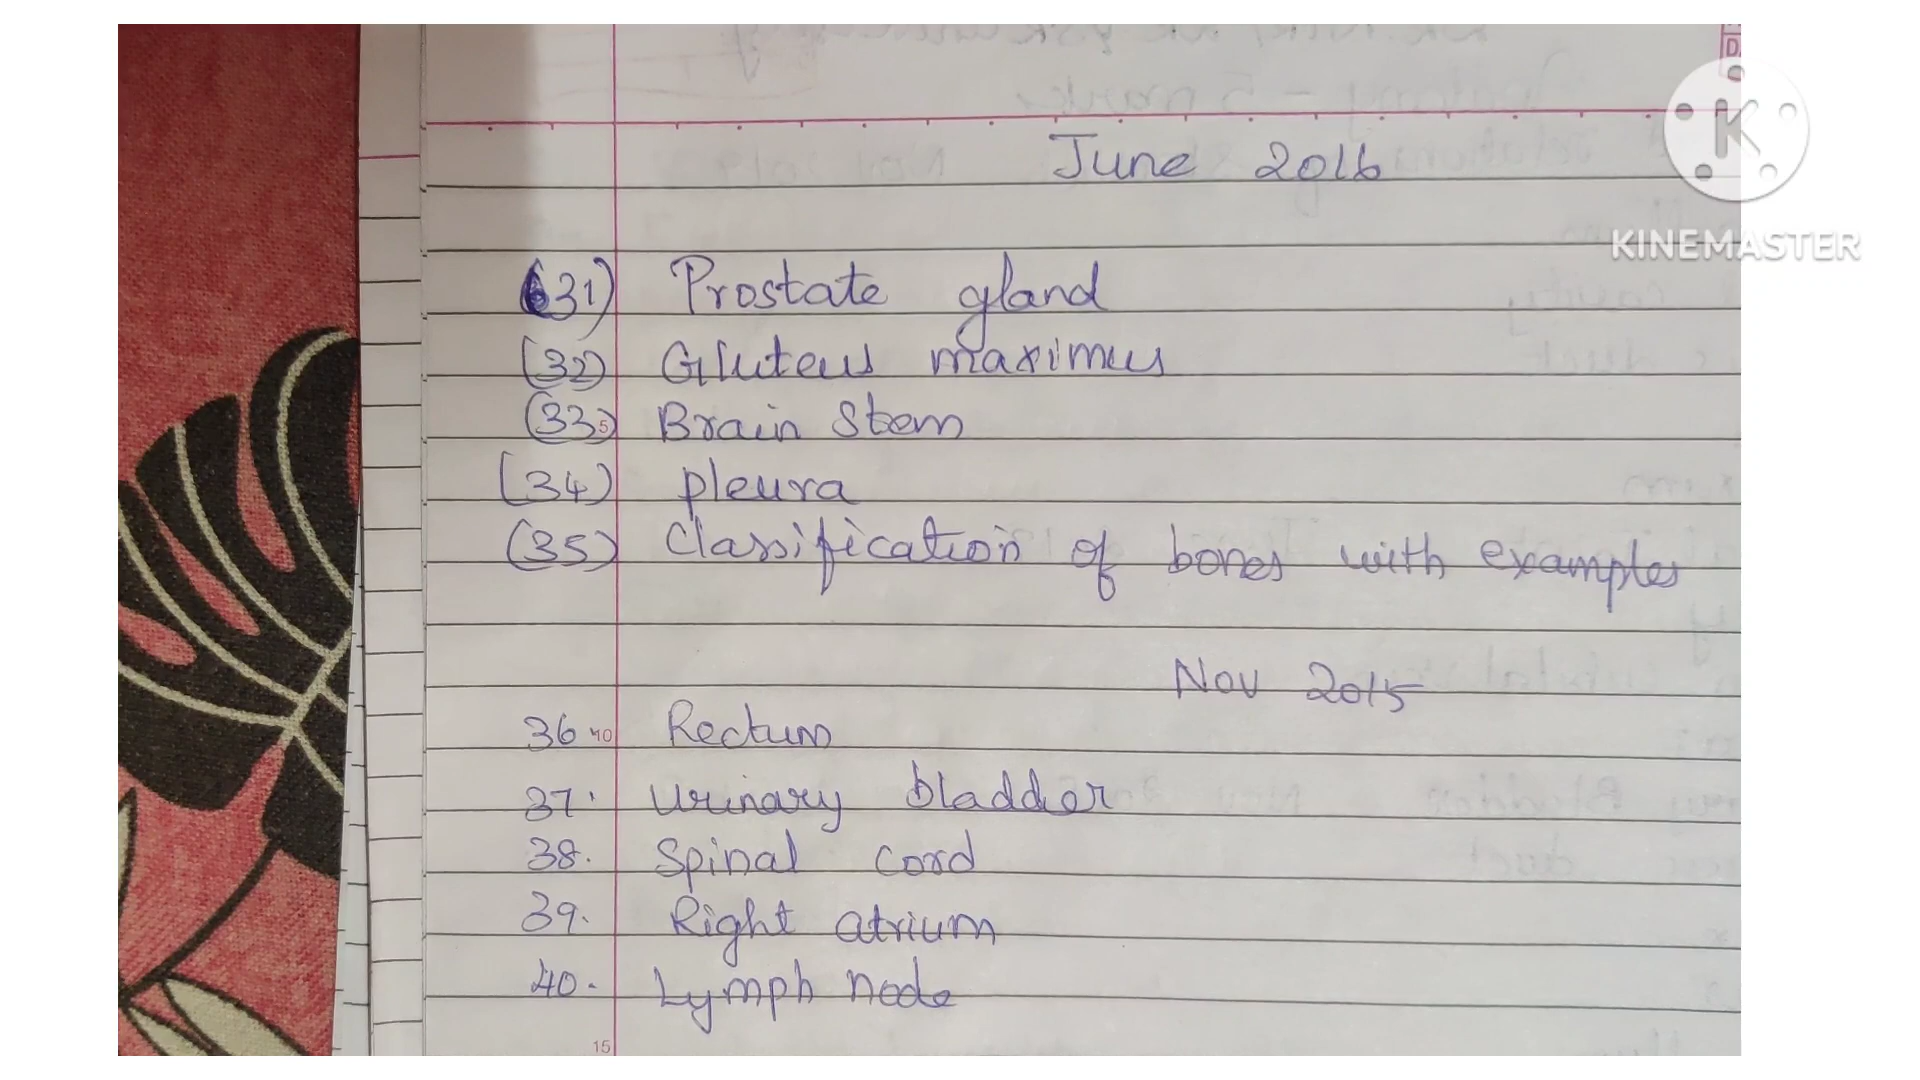 June 2016
(31) Prostate gland
(32) Gluteus maximus
(33) Brain Stem
(34) pleura
(35) Classification of bones with examples
Nov 2015
36. Rectum
37. Urinary bladder
38. Spinal cord
39. Right atrium
40. Lymph node
15
K
KINEMASTER